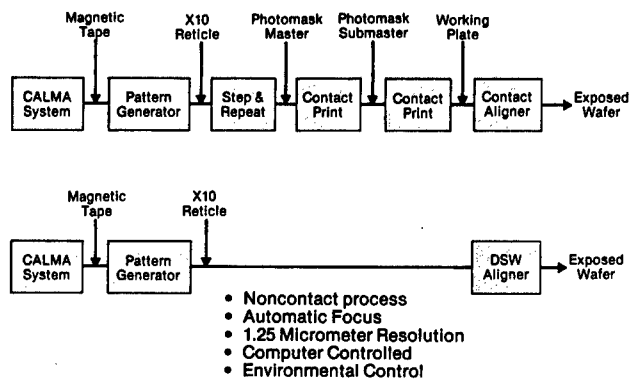 Magnetic
Tape
X10
Reticle
Photomask
Master
Photomask
Submaster
Working
Plate
CALMA
System
Pattern
Generator
Step &
Repeat
Contact
Print
Contact
Print
Contact
Aligner
Exposed
Wafer
Magnetic
Tape
X10
Reticle
CALMA
System
Pattern
Generator
DSW
Aligner
Exposed
Wafer
• Noncontact process
• Automatic Focus
• 1.25 Micrometer Resolution
• Computer Controlled
• Environmental Control